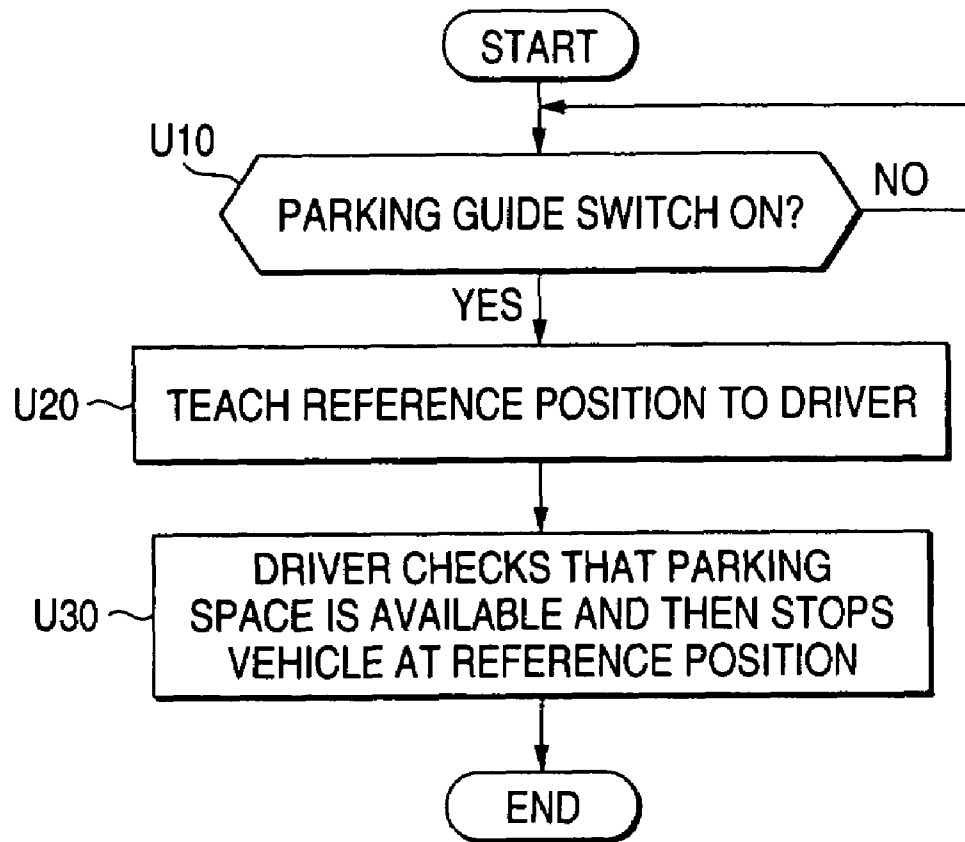 START
U10
PARKING GUIDE SWITCH ON?
NO
YES
U20
TEACH REFERENCE POSITION TO DRIVER
U30
DRIVER CHECKS THAT PARKING
SPACE IS AVAILABLE AND THEN STOPS
VEHICLE AT REFERENCE POSITION
END